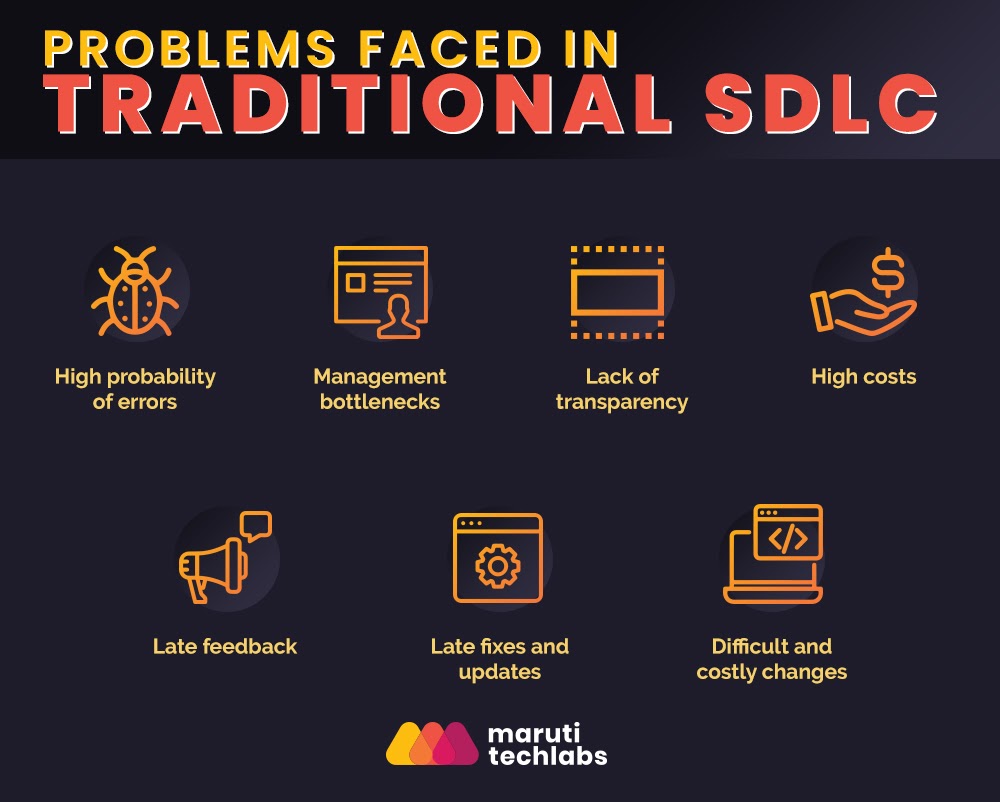 PROBLEMS FACED IN
TRADITIONAL SDLC
High probability
of errors
Management
bottlenecks
Lack of
transparency
High costs
$
Late feedback
Late fixes and
updates
</>
Difficult and
costly changes
maruti
techlabs